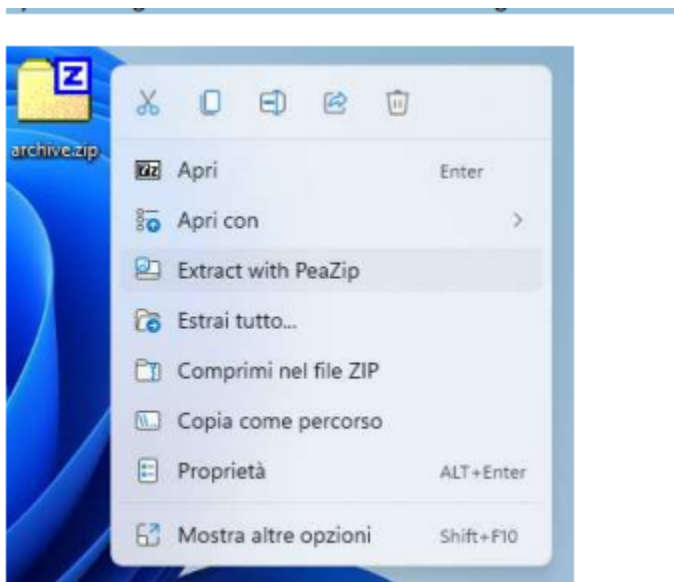 archive.zip
Apri Enter
Apri con
Extract with PeaZip
Estrai tutto...
Comprimi nel file ZIP
Copia come percorso
Proprietà ALT+Enter
Mostra altre opzioni Shift+F10